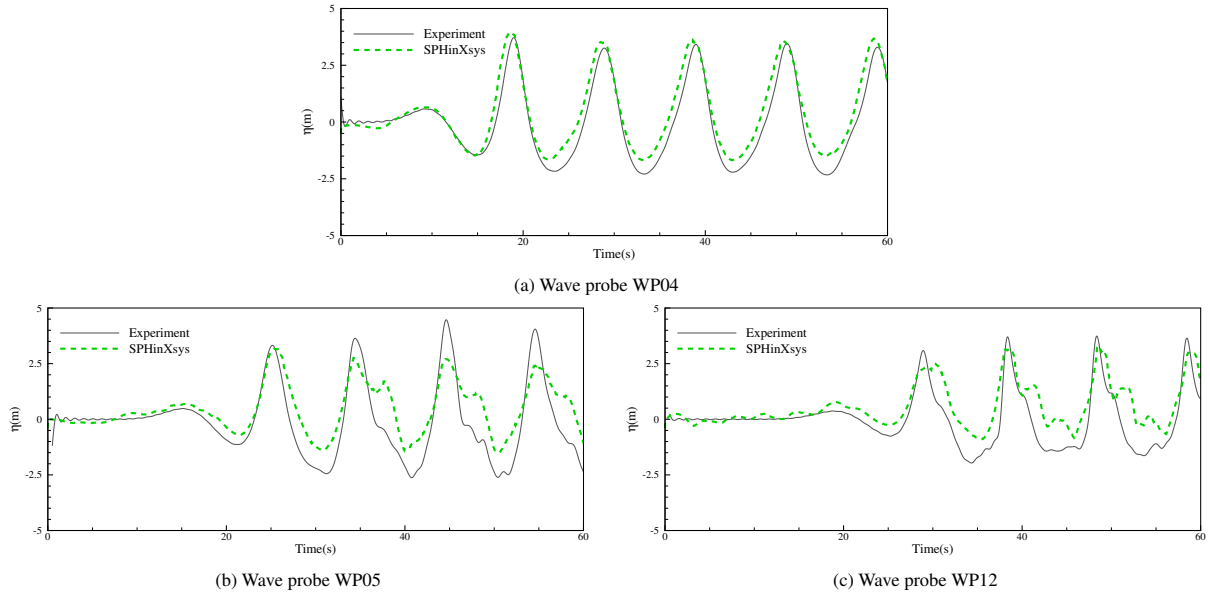 5
Experiment
SPHinXsys
2.5
η(m)
0
-2.5
-5
0 20 40 60
Time(s)
(a) Wave probe WP04
5
Experiment
SPHinXsys
2.5
η(m)
0
-2.5
-5
0 20 40 60
Time(s)
(b) Wave probe WP05
5
Experiment
SPHinXsys
2.5
η(m)
0
-2.5
-5
0 20 40 60
Time(s)
(c) Wave probe WP12